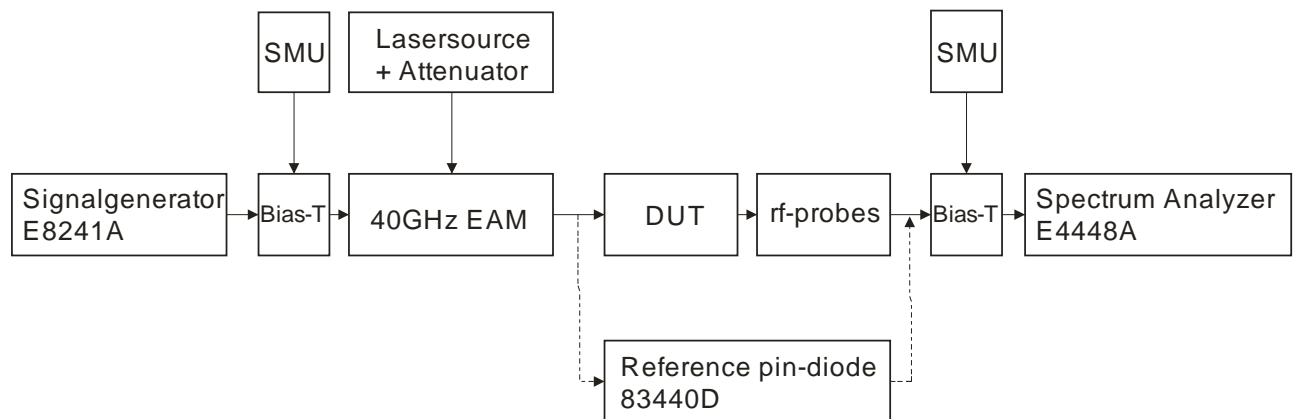 SMU
Lasersource
+ Attenuator
SMU
Signalgenerator
E8241A
Bias-T
40GHz EAM
DUT
rf-probes
Bias-T
Spectrum Analyzer
E4448A
Reference pin-diode
83440D